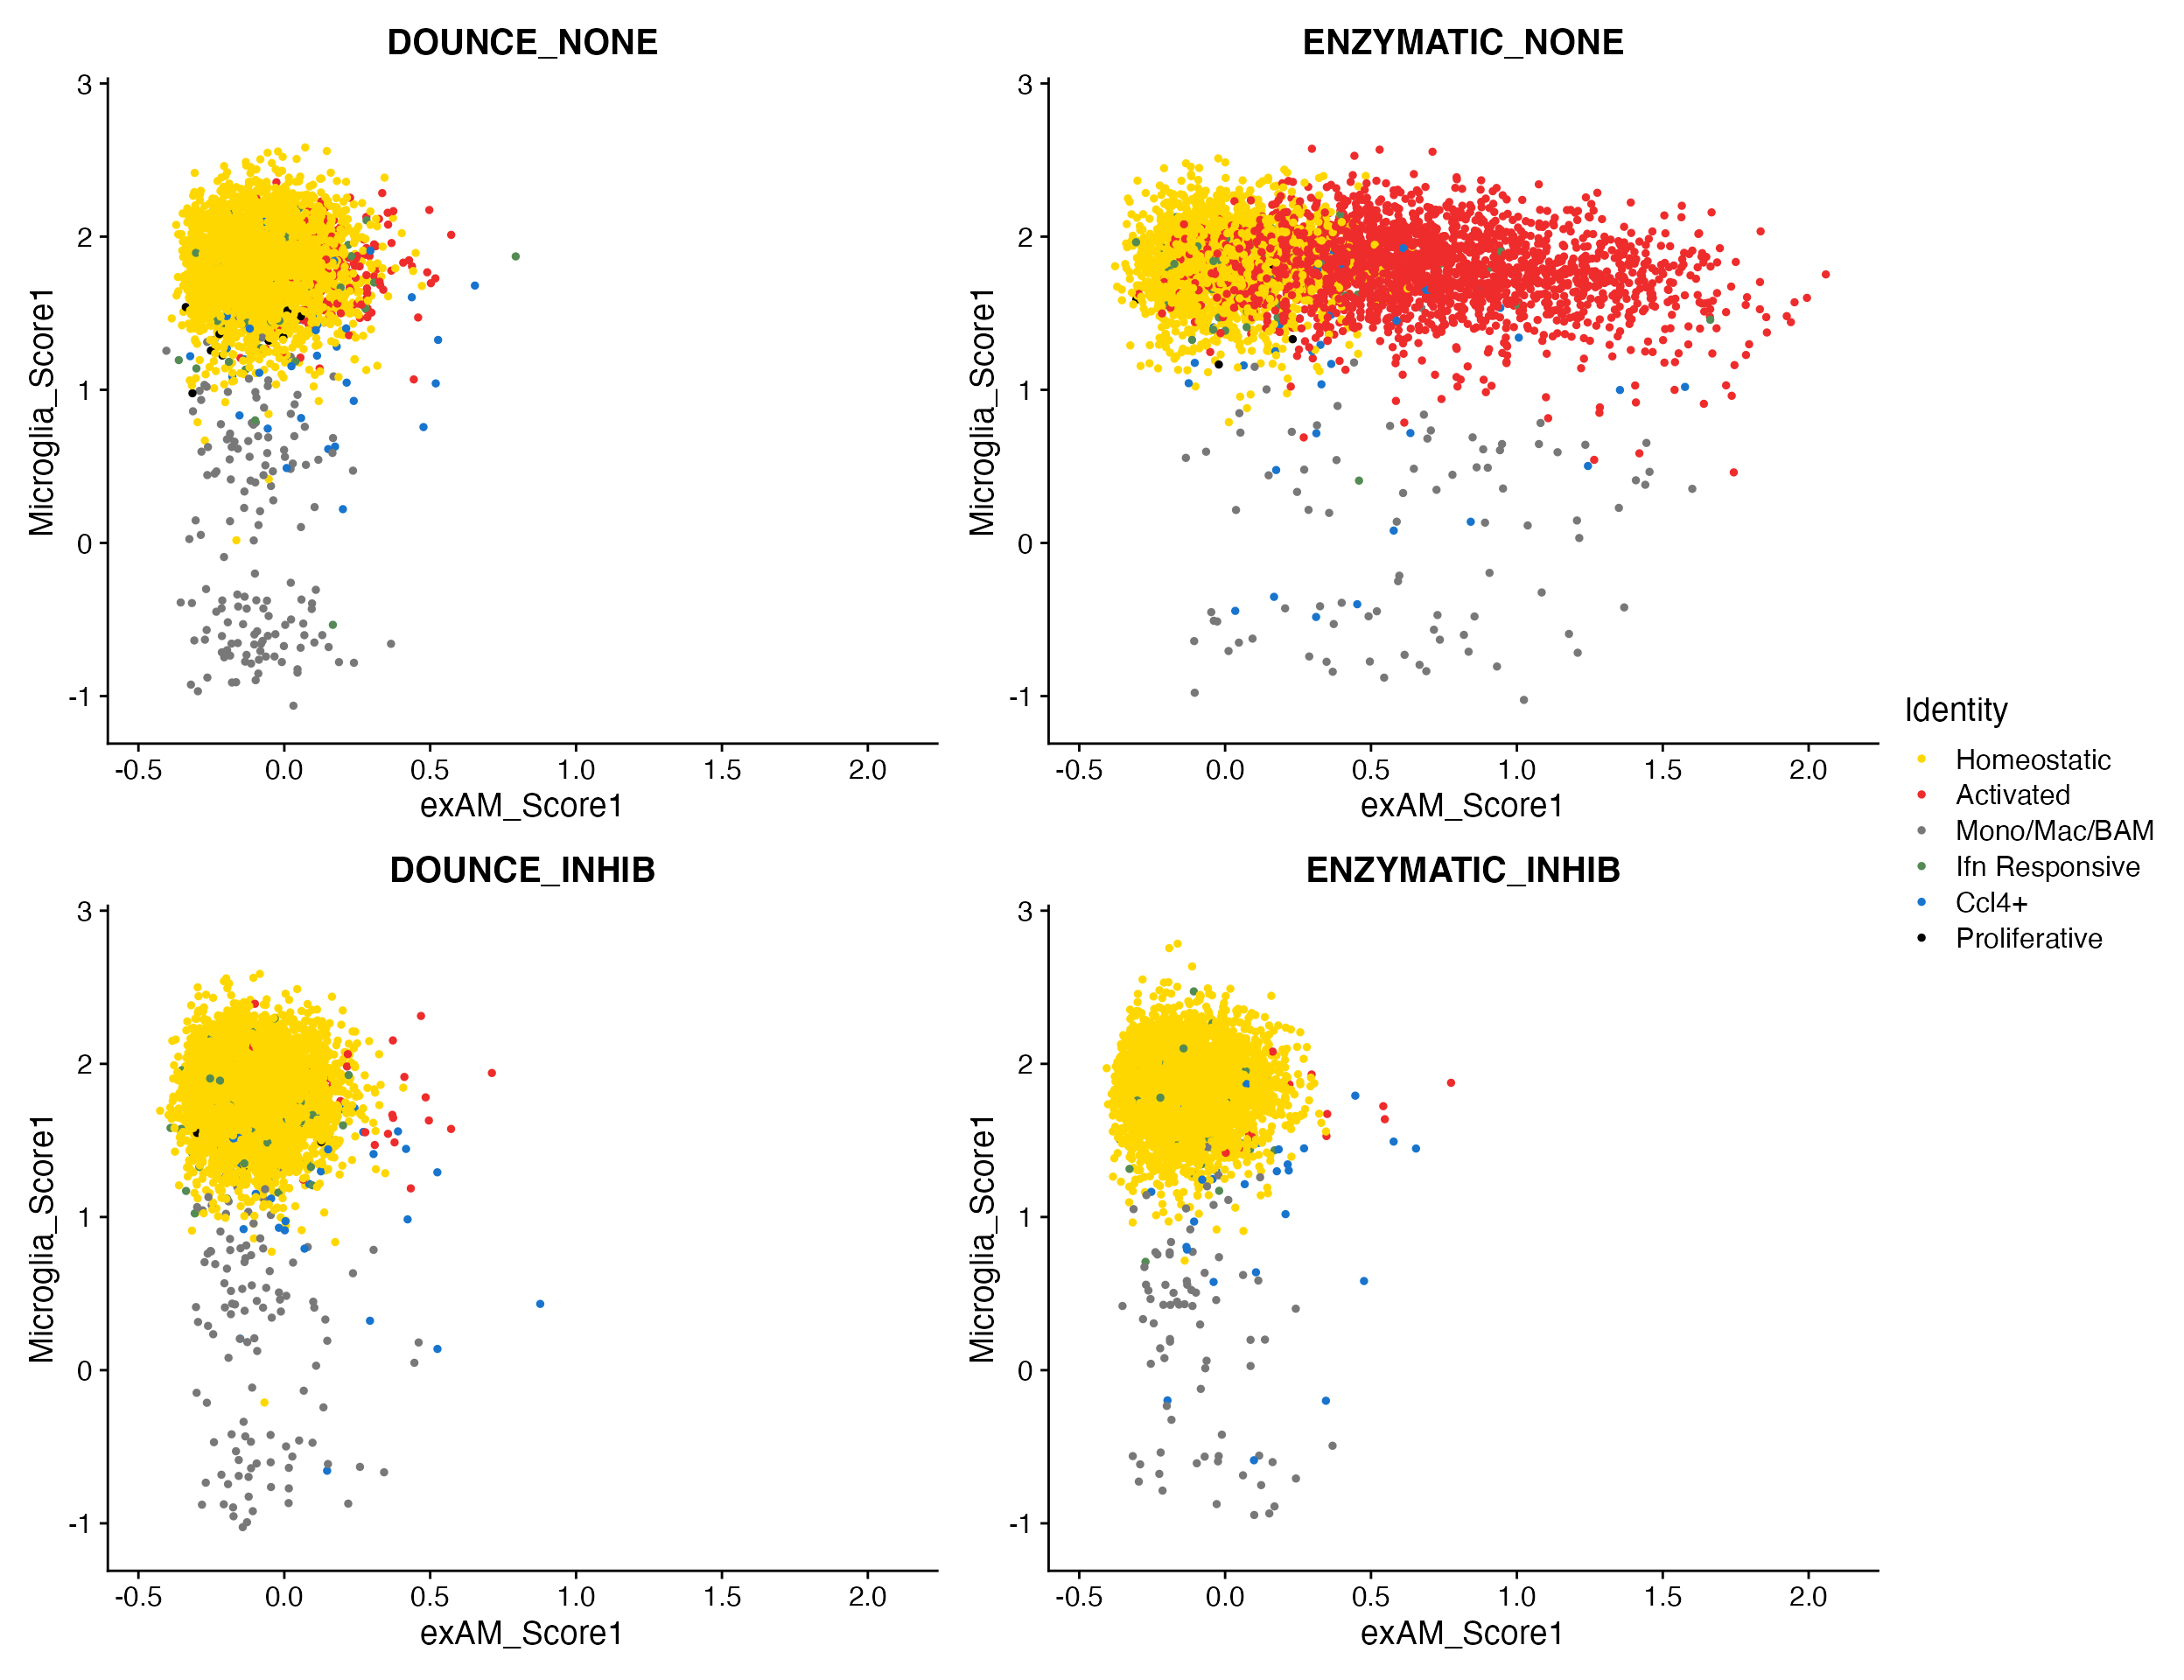 DOUNCE_NONE
3
2
1
0
-1
Microglia_Score1
-0.5 0.0 0.5 1.0 1.5 2.0
exAM_Score1
ENZYMATIC_NONE
3
2
1
0
-1
Microglia_Score1
-0.5 0.0 0.5 1.0 1.5 2.0
exAM_Score1
DOUNCE_INHIB
3
2
1
0
-1
Microglia_Score1
-0.5 0.0 0.5 1.0 1.5 2.0
exAM_Score1
ENZYMATIC_INHIB
3
2
1
0
-1
Microglia_Score1
-0.5 0.0 0.5 1.0 1.5 2.0
exAM_Score1
Identity
Homeostatic
Activated
Mono/Mac/BAM
Ifn Responsive
Ccl4+
Proliferative